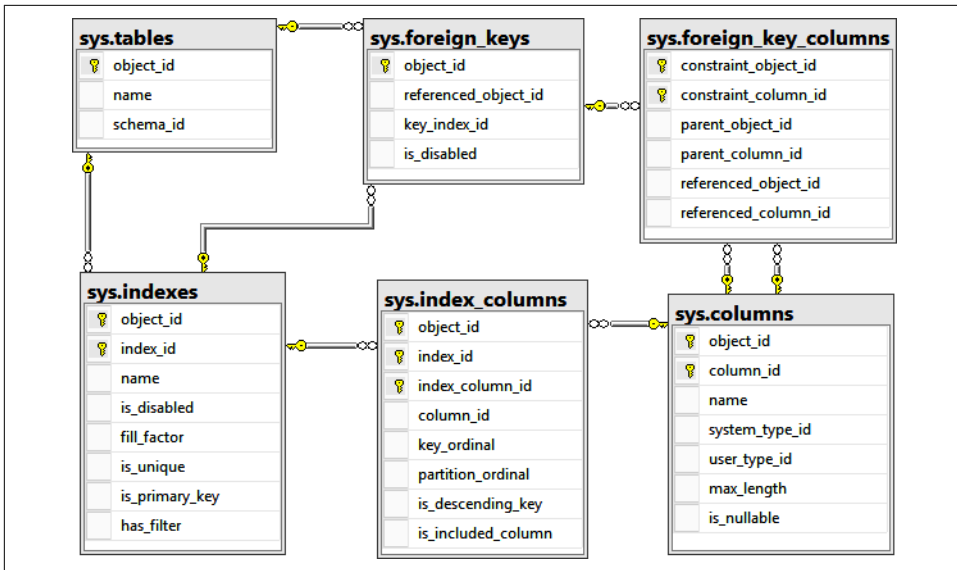 sys.tables
object_id
name
schema_id
sys.foreign_keys
object_id
referenced_object_id
key_index_id
is_disabled
sys.foreign_key_columns
constraint_object_id
constraint_column_id
parent_object_id
parent_column_id
referenced_object_id
referenced_column_id
sys.indexes
object_id
index_id
name
is_disabled
fill_factor
is_unique
is_primary_key
has_filter
sys.index_columns
object_id
index_id
index_column_id
column_id
key_ordinal
partition_ordinal
is_descending_key
is_included_column
sys.columns
object_id
column_id
name
system_type_id
user_type_id
max_length
is_nullable